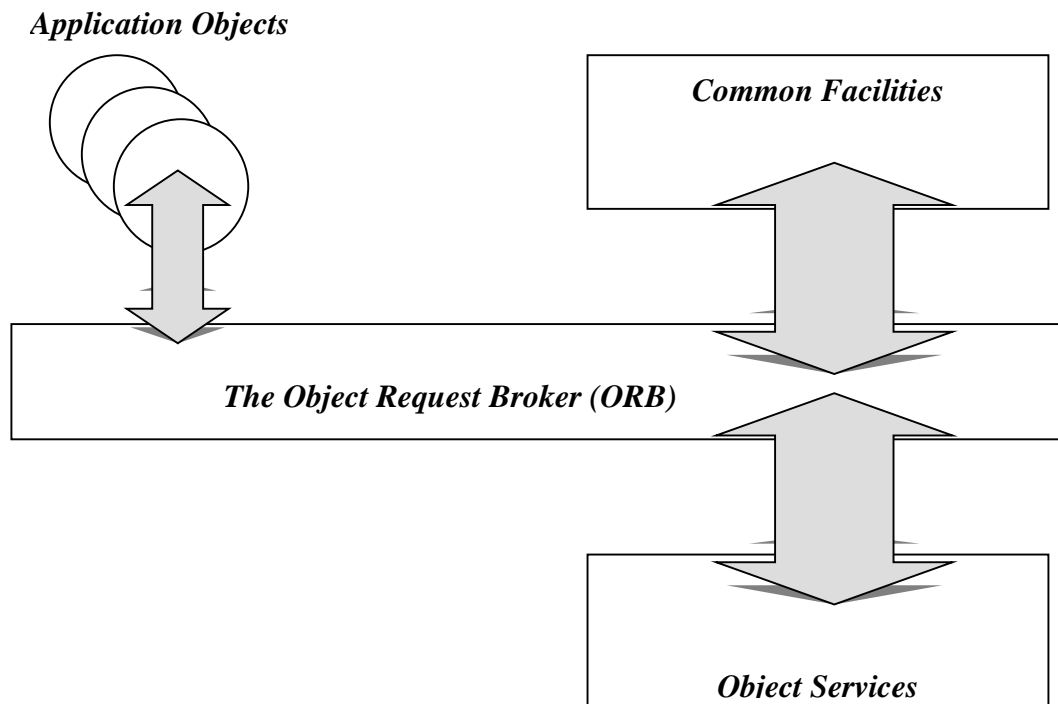 Application Objects
Common Facilities
The Object Request Broker (ORB)
Object Services